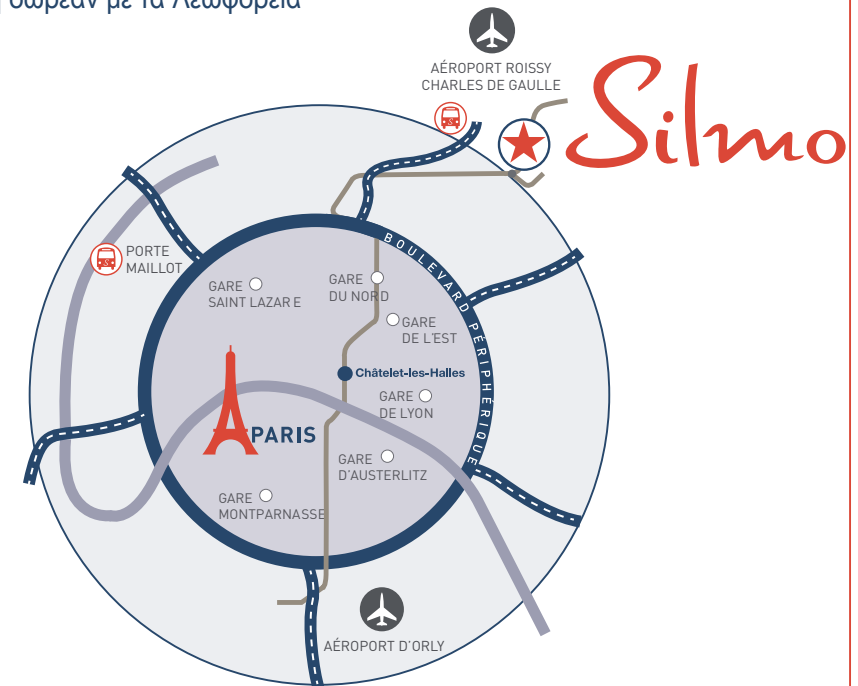 δωρεάν με τα λεωφορεία
AÉROPORT ROISSY
CHARLES DE GAULLE
Silmo
BOULEVARD PÉRIPHÉRIQUE
PORTE
MAILLOT
GARE
SAINT LAZAR E
GARE
DU NORD
GARE
DE L'EST
Châtelet-les-Halles
GARE
DE LYON
PARIS
GARE
D'AUSTERLITZ
GARE
MONTPARNASSE
AÉROPORT D'ORLY